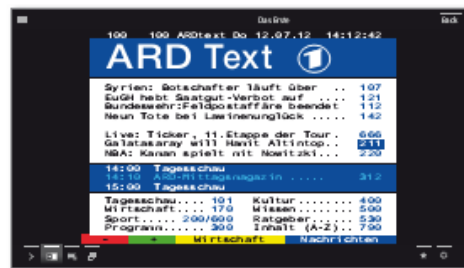 Das Erste
Back
100 100 ARDtext Do 12.07.12 14:12:42
ARD Text 1
Syrien: Botschafter läuft über .. 107
EuGH hebt Saatgut-Verbot auf .... 121
Bundeswehr:Feldpostaffäre beendet 112
Neun Tote bei Lawinenunglück .... 142
Live: Ticker, 11.Etappe der Tour. 666
Galatasaray will Hamit Altintop.. 211
NBA: Kaman spielt mit Nowitzki... 220
14:00 Tagesschau
14:10 ARD-Mittagsmagazin ..... 312
15:00 Tagesschau
Tagesschau.... 101 Kultur ....... 400
Wirtschaft.... 170 Wissen....... 500
Sport..... 200/600 Ratgeber..... 530
Programm...... 300 Inhalt (A-Z).. 790
- + Wirtschaft Nachrichten